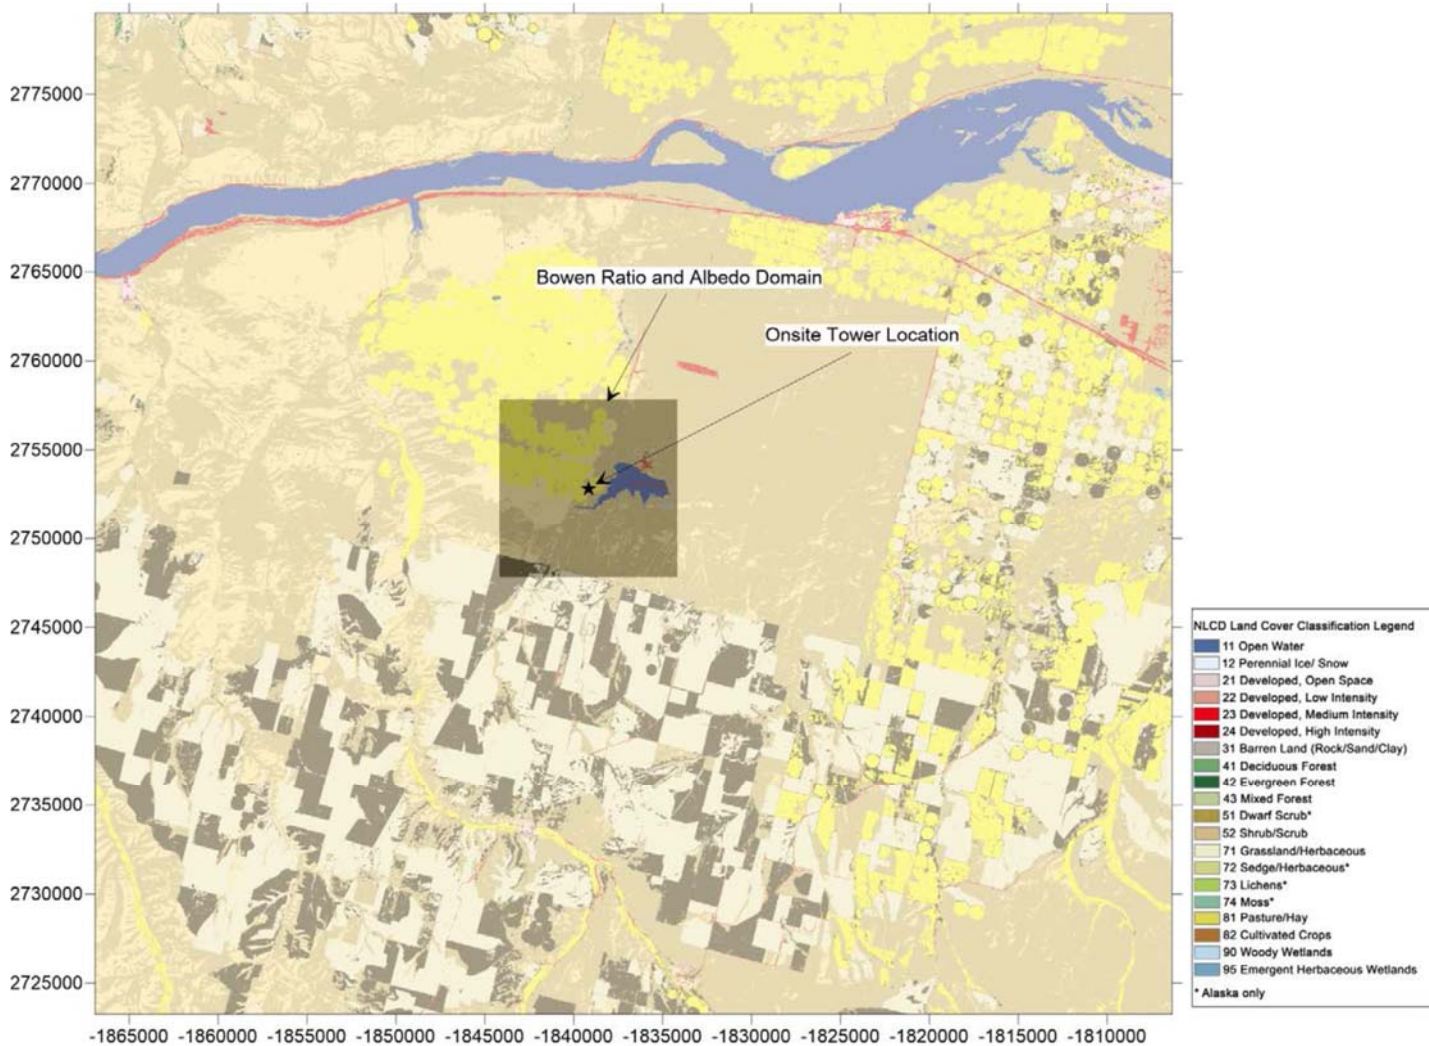 2775000
2770000
2765000
2760000
2755000
2750000
2745000
2740000
2735000
2730000
2725000
Bowen Ratio and Albedo Domain
Onsite Tower Location
-1865000 -1860000 -1855000 -1850000 -1845000 -1840000 -1835000 -1830000 -1825000 -1820000 -1815000 -1810000
NLCD Land Cover Classification Legend
11 Open Water
12 Perennial Ice/ Snow
21 Developed, Open Space
22 Developed, Low Intensity
23 Developed, Medium Intensity
24 Developed, High Intensity
31 Barren Land (Rock/Sand/Clay)
41 Deciduous Forest
42 Evergreen Forest
43 Mixed Forest
51 Dwarf Scrub*
52 Shrub/Scrub
71 Grassland/Herbaceous
72 Sedge/Herbaceous*
73 Lichens*
74 Moss*
81 Pasture/Hay
82 Cultivated Crops
90 Woody Wetlands
95 Emergent Herbaceous Wetlands
* Alaska only